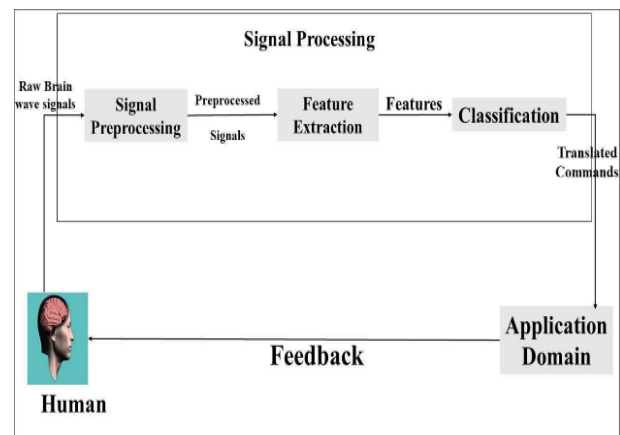 Signal Processing
Raw Brain
wave signals
Signal
Preprocessing
Preprocessed
Signals
Feature
Extraction
Features
Classification
Translated
Commands
Application
Domain
Feedback
Human